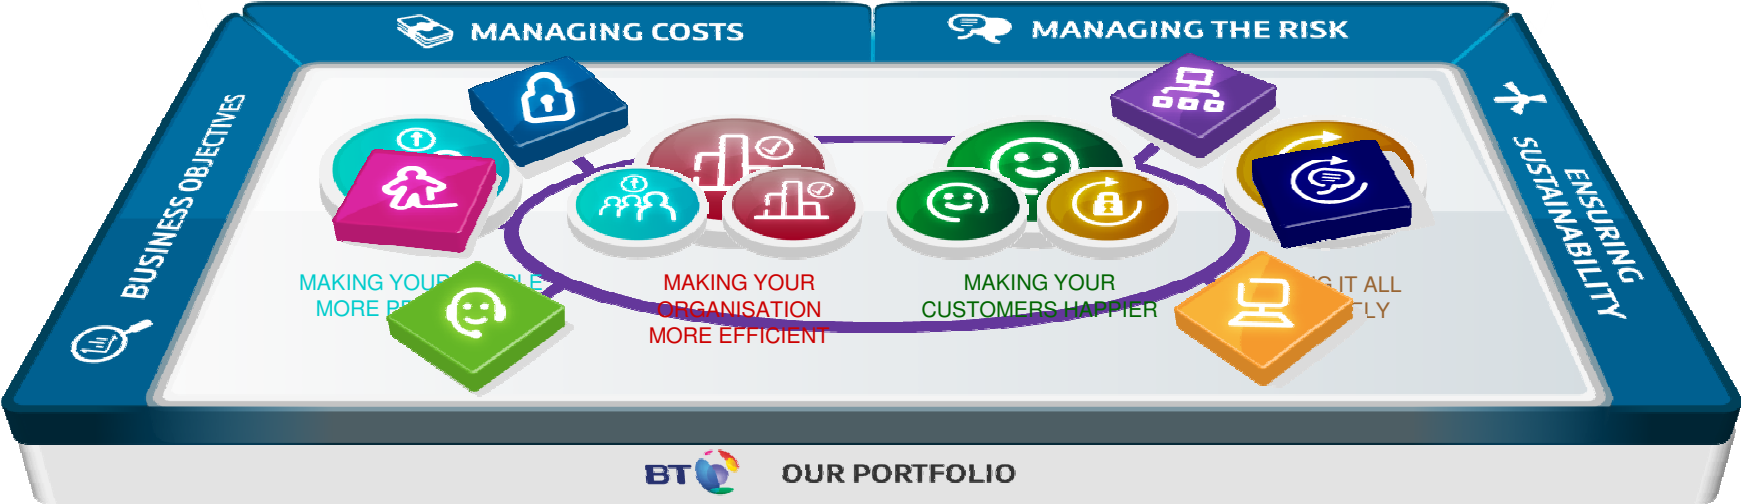 MANAGING COSTS
MANAGING THE RISK
BUSINESS OBJECTIVES
ENSURING
SUSTAINABILITY
MAKING YOUR
MORE
MAKING YOUR
ORGANISATION
MORE EFFICIENT
MAKING YOUR
CUSTOMERS HAPPIER
IT ALL
BT OUR PORTFOLIO